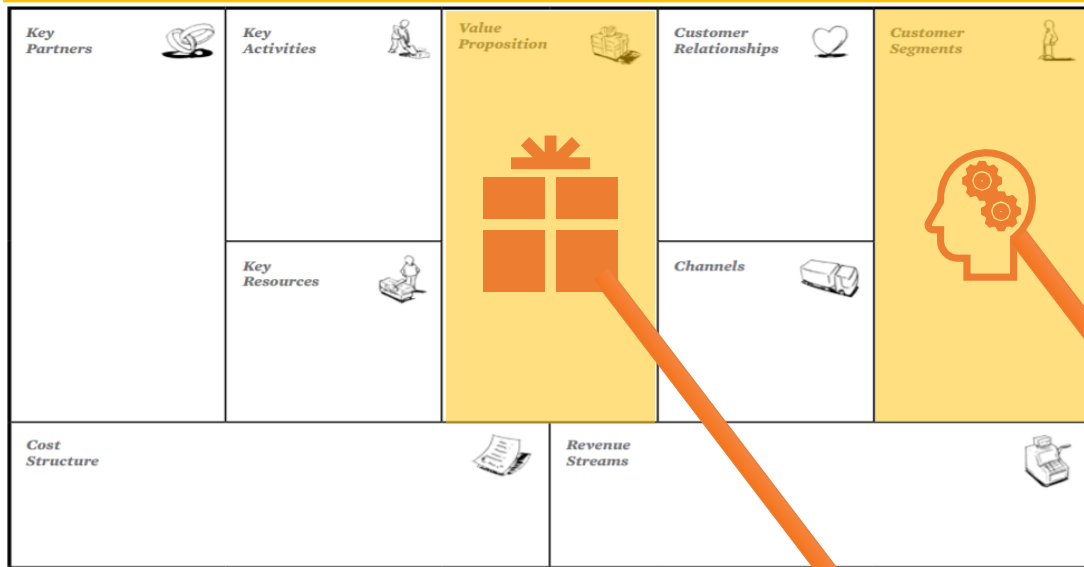 Key
Partners
Key
Activities
Value
Proposition
Customer
Relationships
Customer
Segments
Key
Resources
Channels
Cost
Structure
Revenue
Streams